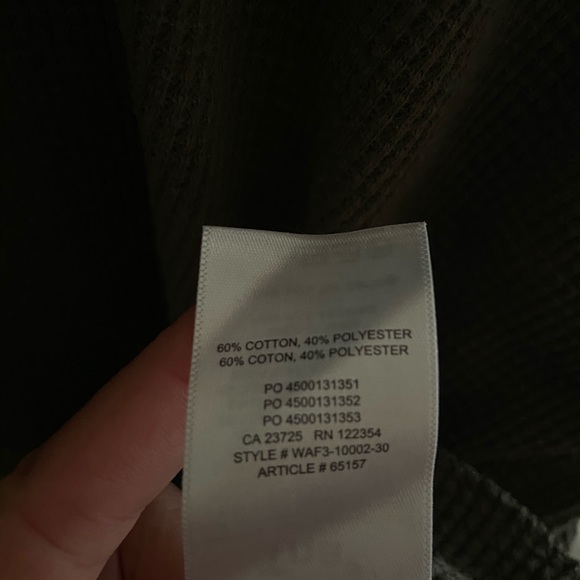 60% COTTON, 40% POLYESTER
60% COTON, 40% POLYESTER
PO 4500131351
PO 4500131352
PO 4500131353
CA 23725 RN 122354
STYLE # WAF3-10002-30
ARTICLE # 65157